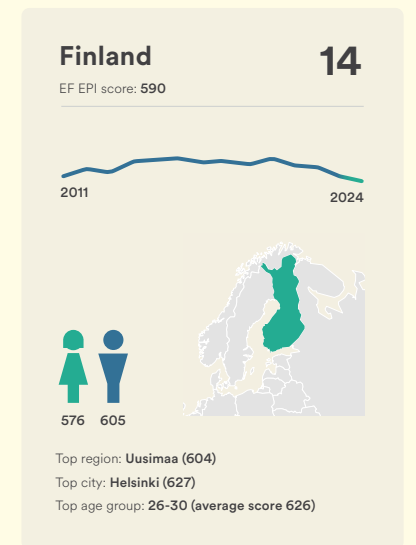 Finland
14
EF EPI score: 590
2011
2024
576 605
Top region: Uusimaa (604)
Top city: Helsinki (627)
Top age group: 26-30 (average score 626)